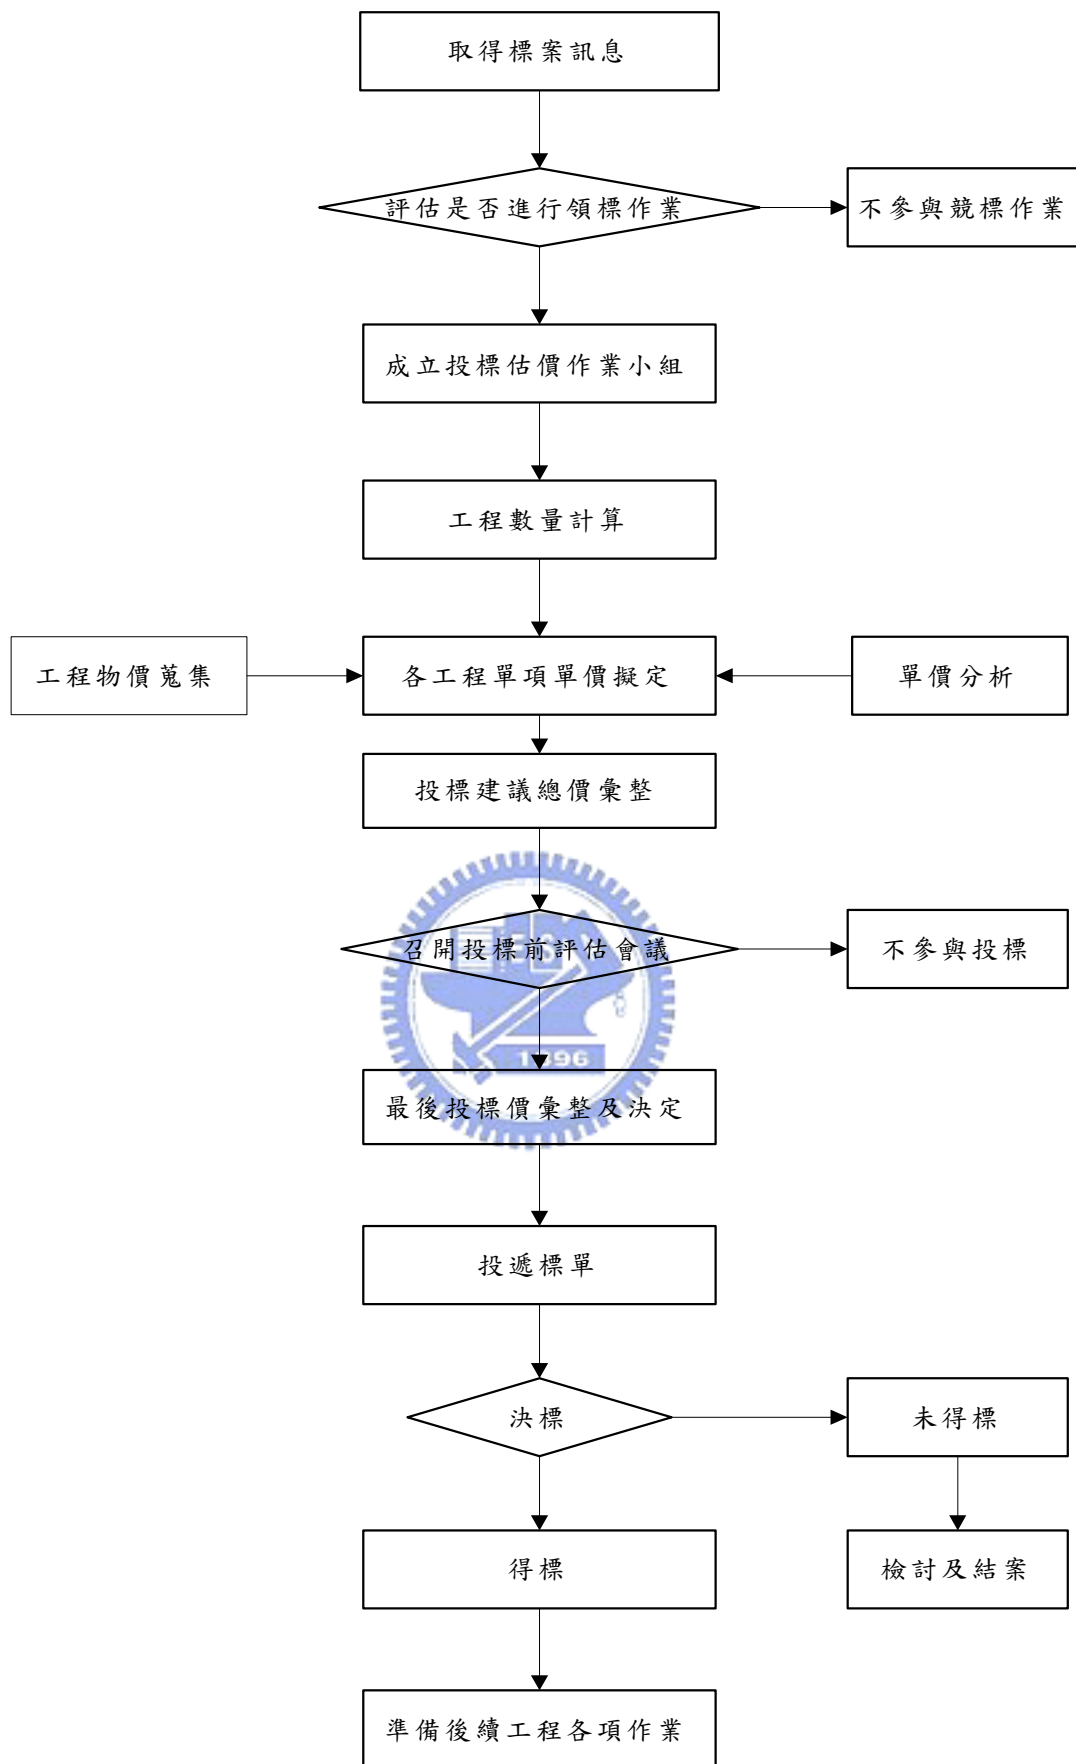 取得標案訊息
評估是否進行領標作業
不參與競標作業
成立投標估價作業小組
工程數量計算
工程物價蒐集
各工程單項單價擬定
單價分析
投標建議總價彙整
召開投標前評估會議
不參與投標
1896
最後投標價彙整及決定
投遞標單
決標
未得標
得標
檢討及結案
準備後續工程各項作業